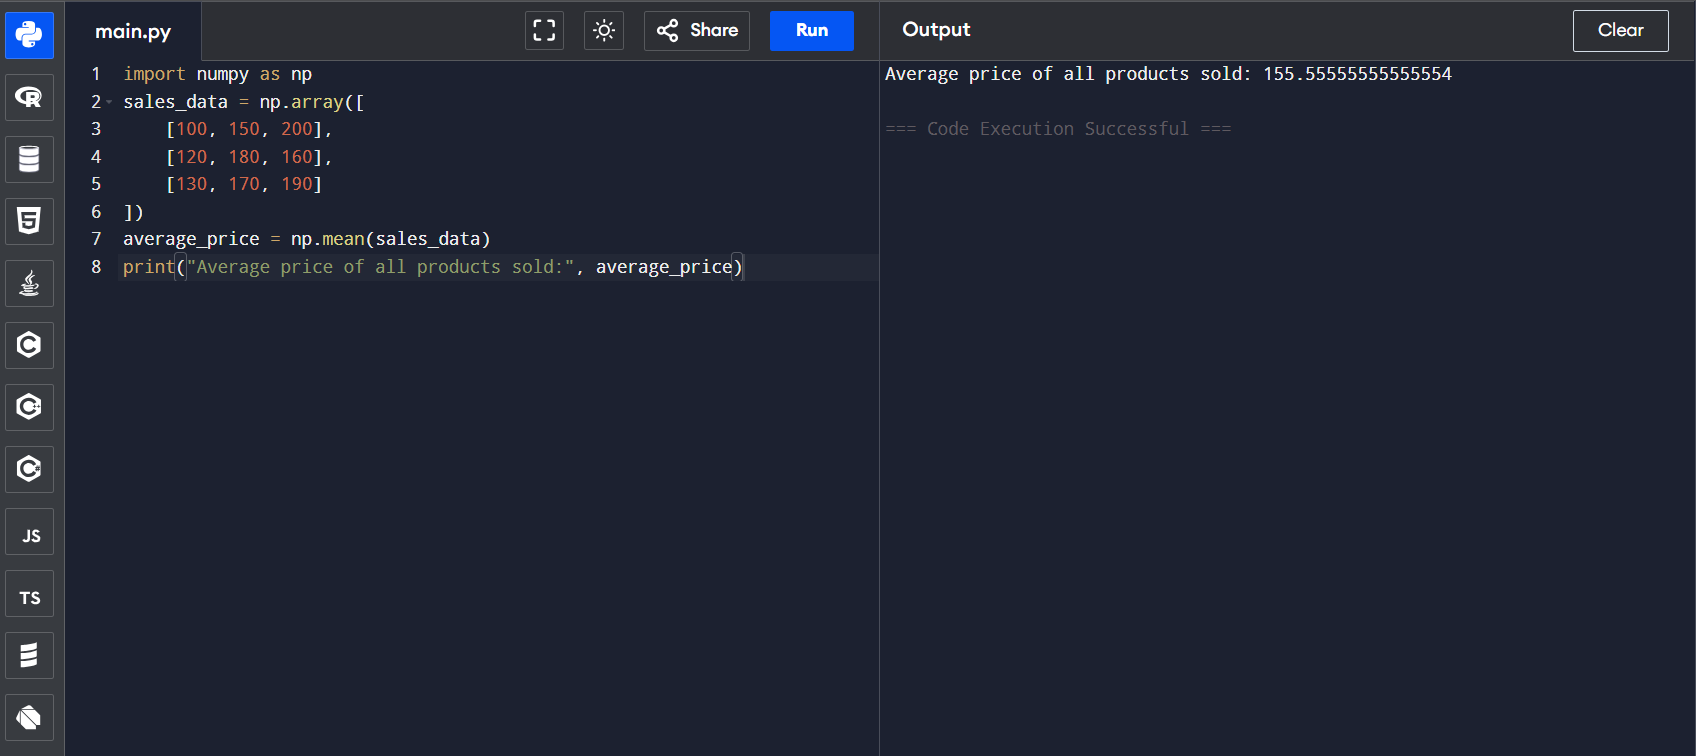 main.py
Share
Run
Output
Clear
1 import numpy as np
2 sales_data = np.array([
3     [100, 150, 200],
4     [120, 180, 160],
5     [130, 170, 190]
6 ])
7 average_price = np.mean(sales_data)
8 print("Average price of all products sold:", average_price)
Average price of all products sold: 155.55555555555554
=== Code Execution Successful ===
R
5
C
C++
C#
JS
TS